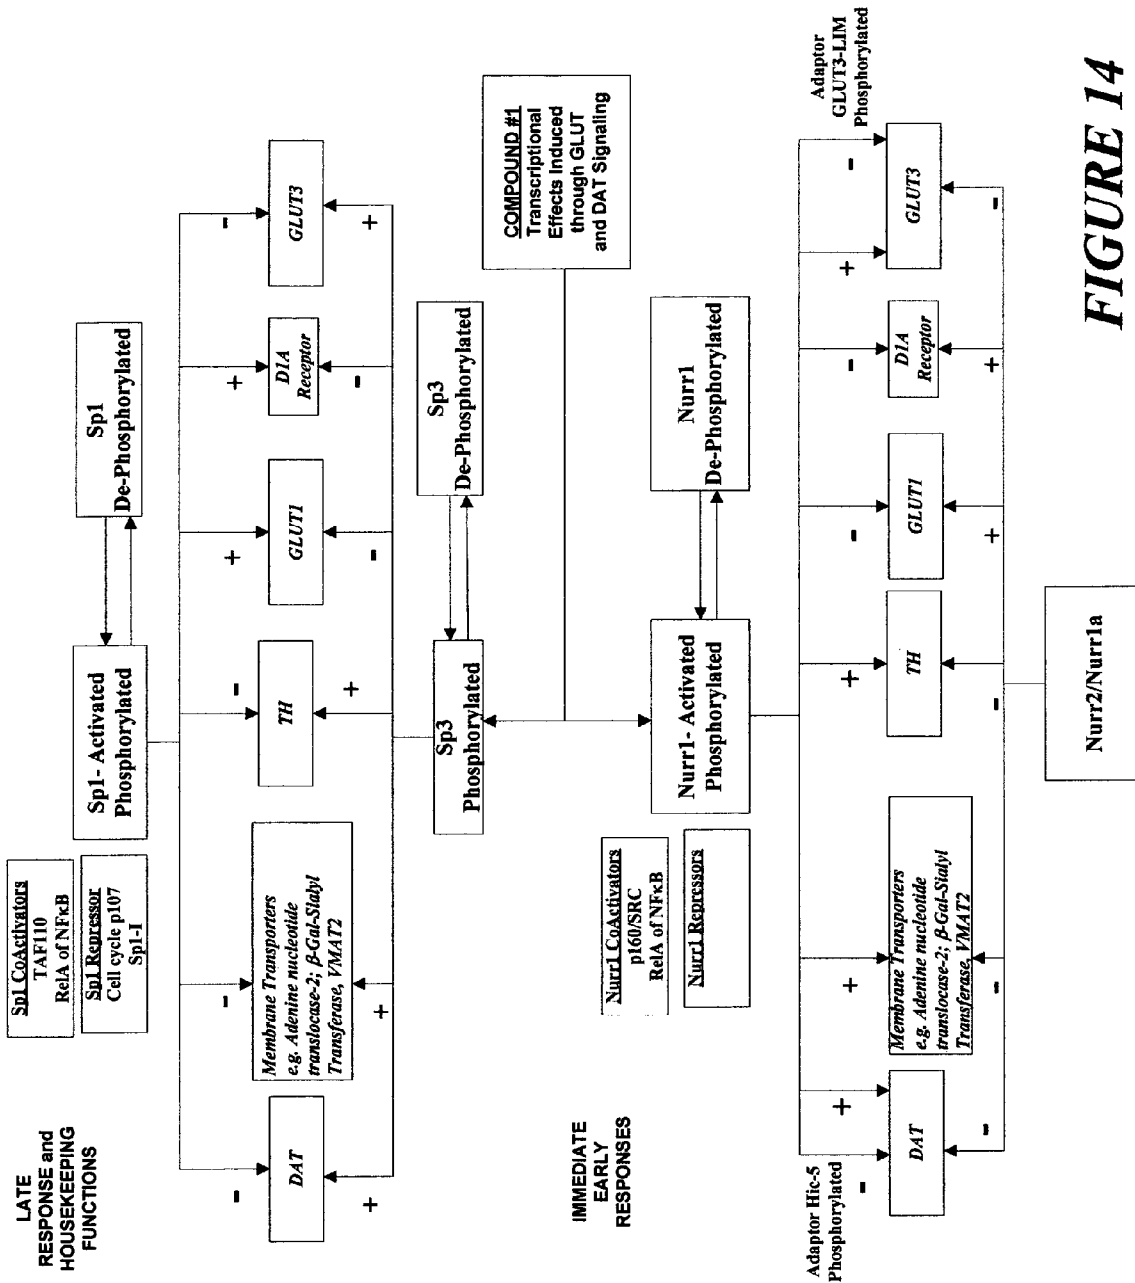 LATE
RESPONSE and
HOUSEKEEPING
FUNCTIONS
Sp1 CoActivators
TAF110
RelA of NFκB
Sp1 Repressor
Cell cycle p107
Sp1-I
Sp1- Activated
Phosphorylated
Sp1
De-Phosphorylated
-
-
-
+
+
-
DAT
Membrane Transporters
e.g. Adenine nucleotide
translocase-2; β-Gal-Sialyl
Transferase, VMAT2
TH
GLUT1
D1A
Receptor
GLUT3
+
+
+
-
-
+
Sp3
Phosphorylated
Sp3
De-Phosphorylated
COMPOUND #1
Transcriptional
Effects Induced
through GLUT
and DAT Signaling
IMMEDIATE
EARLY
RESPONSES
Nurr1 CoActivators
p160/SRC
RelA of NFκB
Nurr1 Repressors
Nurr1- Activated
Phosphorylated
Nurr1
De-Phosphorylated
Adaptor Hic-5
Phosphorylated
Adaptor
GLUT3-LIM
Phosphorylated
-
+
+
+
-
-
+
-
DAT
Membrane Transporters
e.g. Adenine nucleotide
translocase-2; β-Gal-Sialyl
Transferase, VMAT2
TH
GLUT1
D1A
Receptor
GLUT3
-
-
-
+
+
-
Nurr2/Nurr1a
FIGURE 14